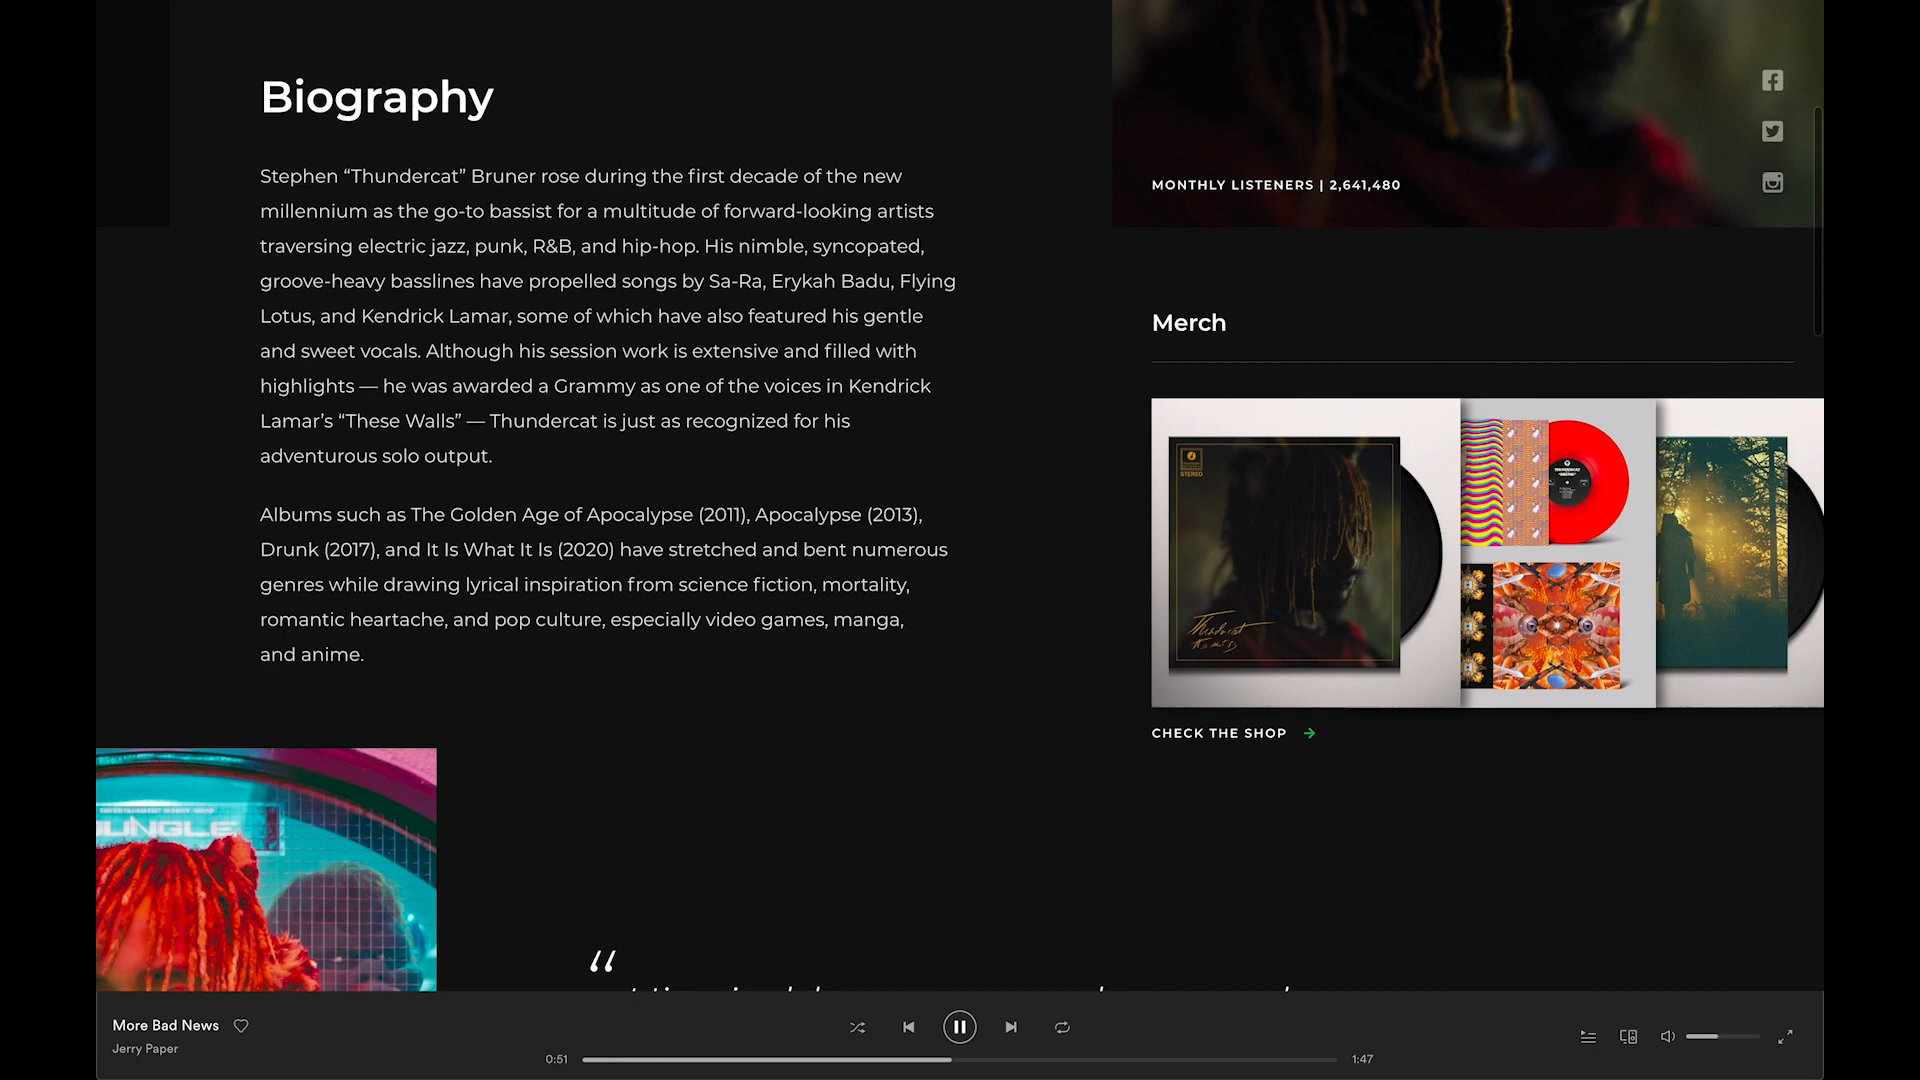 Biography
Stephen “Thundercat” Bruner rose during the first decade of the new
millennium as the go-to bassist for a multitude of forward-looking artists
traversing electric jazz, punk, R&B, and hip-hop. His nimble, syncopated,
groove-heavy basslines have propelled songs by Sa-Ra, Erykah Badu, Flying
Lotus, and Kendrick Lamar, some of which have also featured his gentle
and sweet vocals. Although his session work is extensive and filled with
highlights — he was awarded a Grammy as one of the voices in Kendrick
Lamar’s “These Walls” — Thundercat is just as recognized for his
adventurous solo output.
Albums such as The Golden Age of Apocalypse (2011), Apocalypse (2013),
Drunk (2017), and It Is What It Is (2020) have stretched and bent numerous
genres while drawing lyrical inspiration from science fiction, mortality,
romantic heartache, and pop culture, especially video games, manga,
and anime.
MONTHLY LISTENERS | 2,641,480
Merch
STEREO
Thundercat
CHECK THE SHOP
JUNGLE
“
More Bad News
Jerry Paper
0:51
1:47